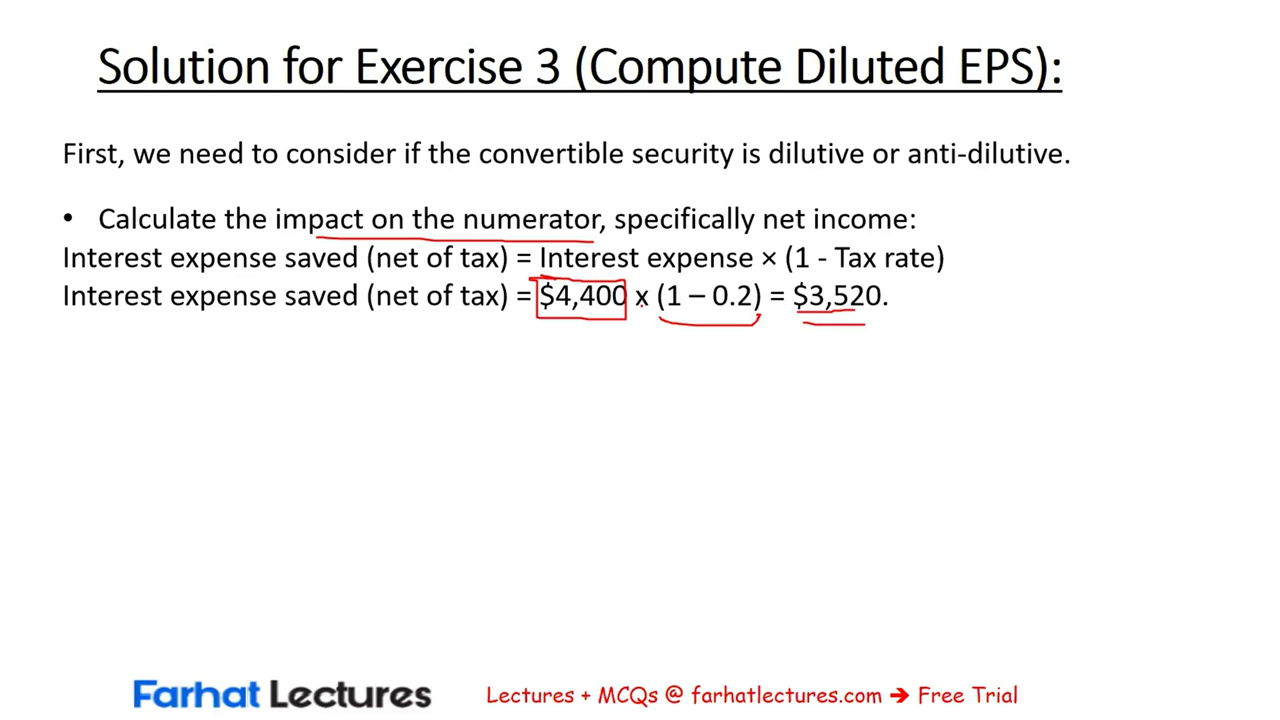 Solution for Exercise 3 (Compute Diluted EPS):
First, we need to consider if the convertible security is dilutive or anti-dilutive.
• Calculate the impact on the numerator, specifically net income:
Interest expense saved (net of tax) = Interest expense × (1 - Tax rate)
Interest expense saved (net of tax) = $4,400 x (1 – 0.2) = $3,520.
Farhat Lectures
Lectures + MCQs @ farhatlectures.com ➔ Free Trial